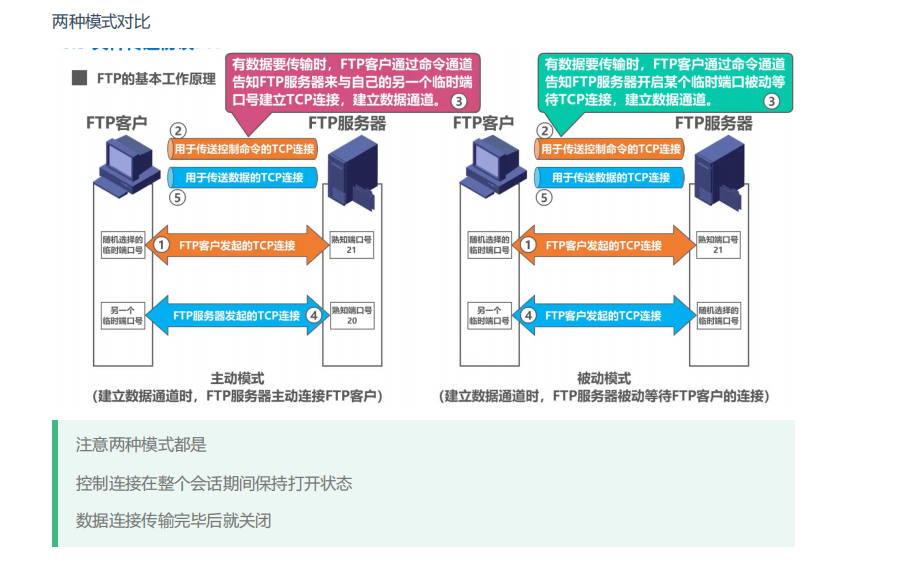 两种模式对比
FTP的基本工作原理
有数据要传输时，FTP客户通过命令通道
告知FTP服务器来与自己的另一个临时端
口号建立TCP连接，建立数据通道。 ③
FTP客户
②
FTP服务器
用于传送控制命令的TCP连接
用于传送数据的TCP连接
⑤
随机选择的
临时端口号
① FTP客户发起的TCP连接
熟知端口号
21
另一个
临时端口号
FTP服务器发起的TCP连接 ④
熟知端口号
20
主动模式
（建立数据通道时，FTP服务器主动连接FTP客户）
有数据要传输时，FTP客户通过命令通道
告知FTP服务器开启某个临时端口被动等
待TCP连接，建立数据通道。 ③
FTP客户
②
FTP服务器
用于传送控制命令的TCP连接
用于传送数据的TCP连接
⑤
随机选择的
临时端口号
① FTP客户发起的TCP连接
熟知端口号
21
另一个
临时端口号
④ FTP客户发起的TCP连接
随机选择的
临时端口号
被动模式
（建立数据通道时，FTP服务器被动等待FTP客户的连接）
注意两种模式都是
控制连接在整个会话期间保持打开状态
数据连接传输完毕后就关闭